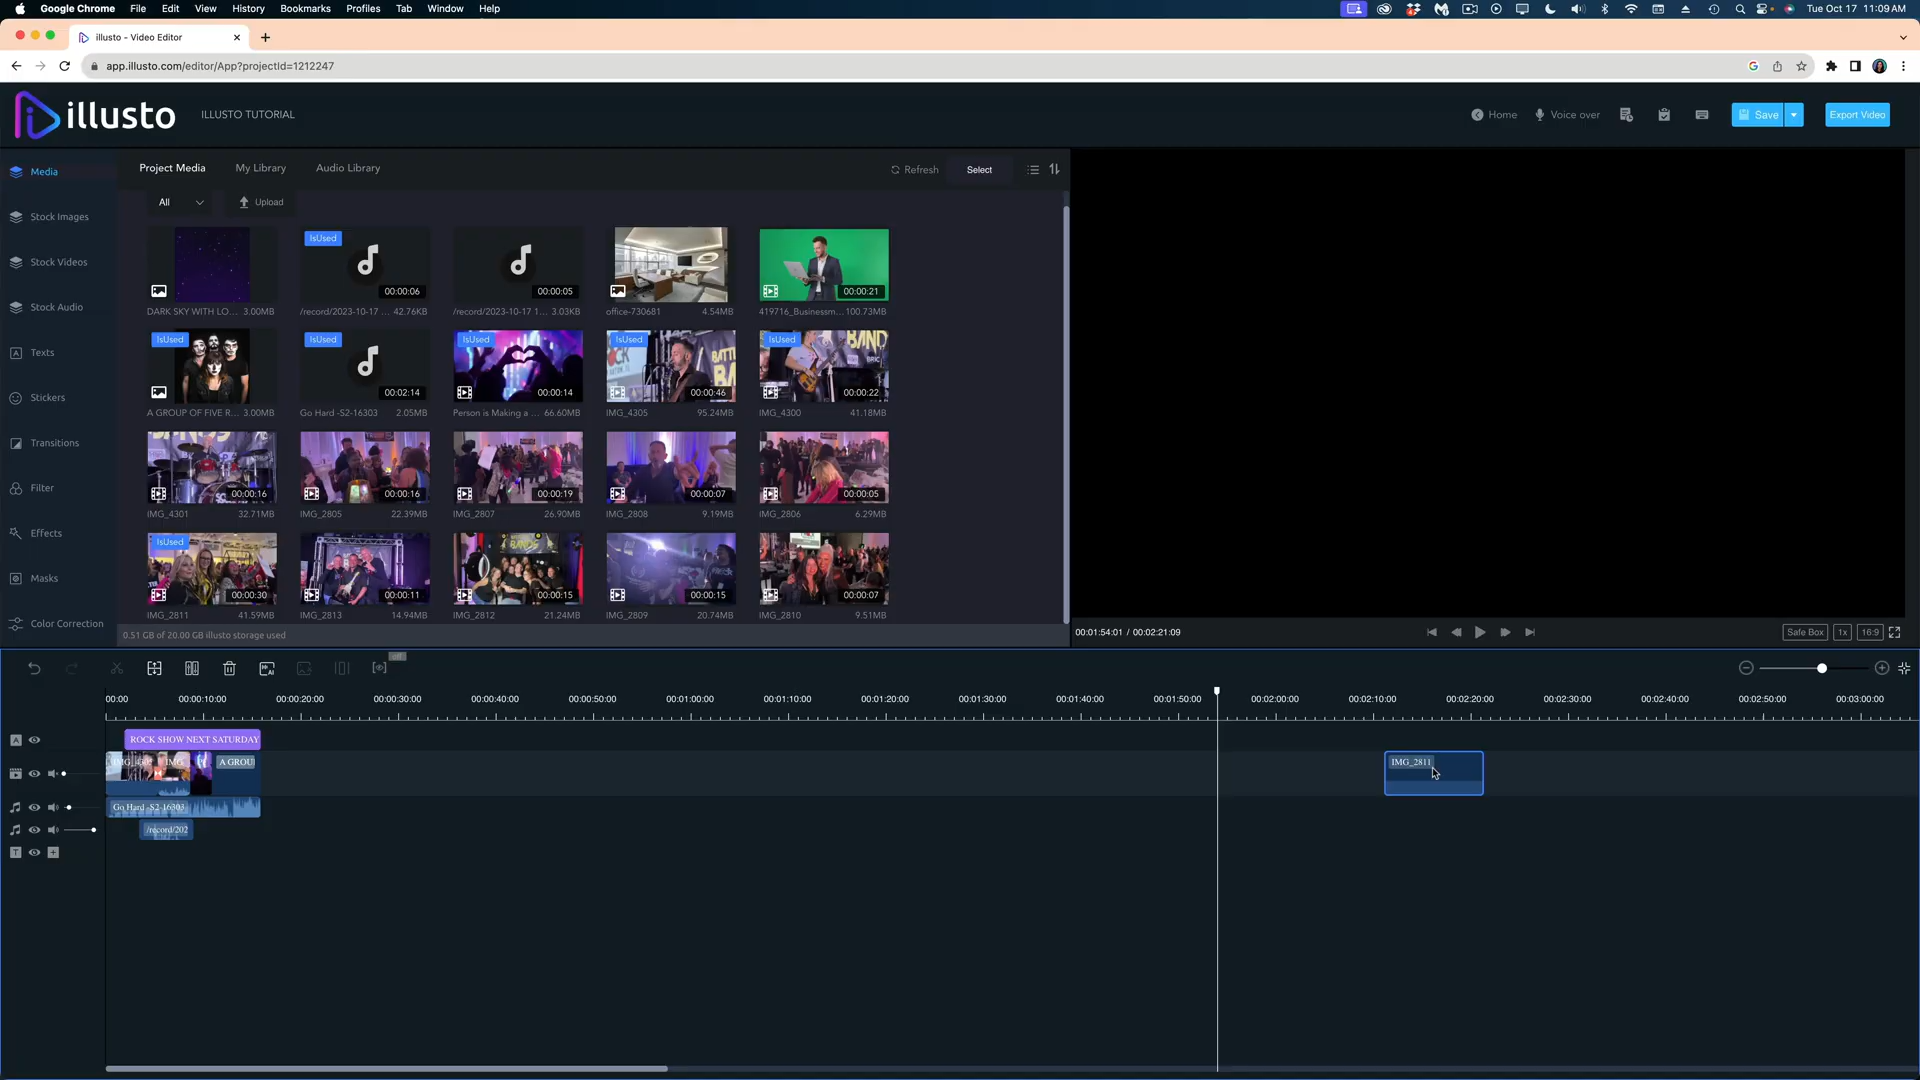 Google Chrome File Edit View History Bookmarks Profiles Tab Window Help Tue Oct 17 11:09 AM
illusto - Video Editor
app.illusto.com/editor/App?projectId=1212247
illusto ILLUSTO TUTORIAL Home Voice over Save Export Video
Media
Stock Images
Stock Videos
Stock Audio
Texts
Stickers
Transitions
Filter
Effects
Masks
Color Correction
Project Media My Library Audio Library Refresh Select
All Upload
IsUsed
00:00:06 00:00:05 00:00:21
DARK SKY WITH LO... 3.00MB /record/2023-10-17 ... 42.76KB /record/2023-10-17 1... 3.03KB office-730681 4.54MB 419716_Businessm... 100.73MB
IsUsed IsUsed IsUsed IsUsed IsUsed
00:02:14 00:00:14 00:00:46 00:00:22
A GROUP OF FIVE R... 3.00MB Go Hard -S2-16303 2.05MB Person is Making a ... 66.60MB IMG_4305 95.24MB IMG_4300 41.18MB
00:00:16 00:00:16 00:00:19 00:00:07 00:00:05
IMG_4301 32.71MB IMG_2805 22.39MB IMG_2807 26.90MB IMG_2808 9.19MB IMG_2806 6.29MB
IsUsed
00:00:30 00:00:11 00:00:15 00:00:15 00:00:07
IMG_2811 41.59MB IMG_2813 14.94MB IMG_2812 21.24MB IMG_2809 20.74MB IMG_2810 9.51MB
0.51 GB of 20.00 GB illusto storage used
00:01:54:01 / 00:02:21:09 Safe Box 1x 16:9
off
00:00 00:00:10:00 00:00:20:00 00:00:30:00 00:00:40:00 00:00:50:00 00:01:00:00 00:01:10:00 00:01:20:00 00:01:30:00 00:01:40:00 00:01:50:00 00:02:00:00 00:02:10:00 00:02:20:00 00:02:30:00 00:02:40:00 00:02:50:00 00:03:00:00
ROCK SHOW NEXT SATURDAY
IMG_4305 IMG A GROUI IMG_2811
Go Hard -S2-16303
/record/202